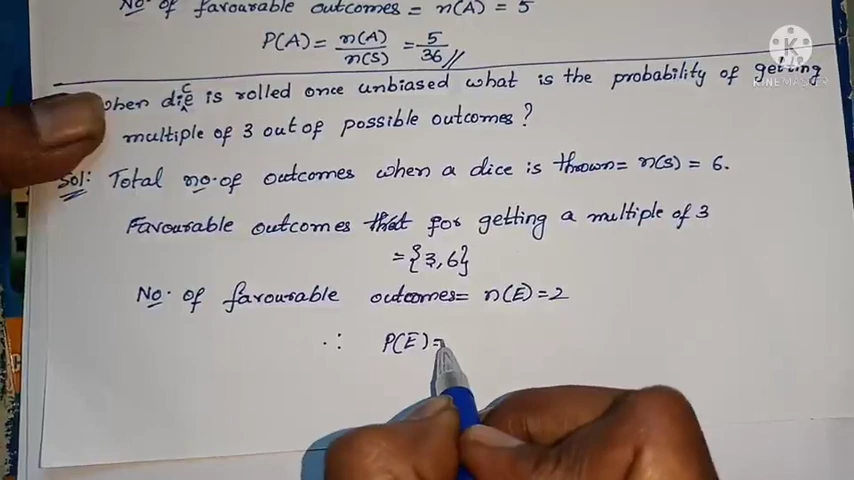 No. of favourable outcomes = n(A) = 5
P(A) = n(A)/n(S) = 5/36 //
when dice is rolled once unbiased what is the probability of getting
multiple of 3 out of possible outcomes?
Sol: Total no. of outcomes when a dice is thrown = n(S) = 6.
Favourable outcomes that for getting a multiple of 3
= {3, 6}
No. of favourable outcomes = n(E) = 2
∴ P(E) =
KINEMASTER